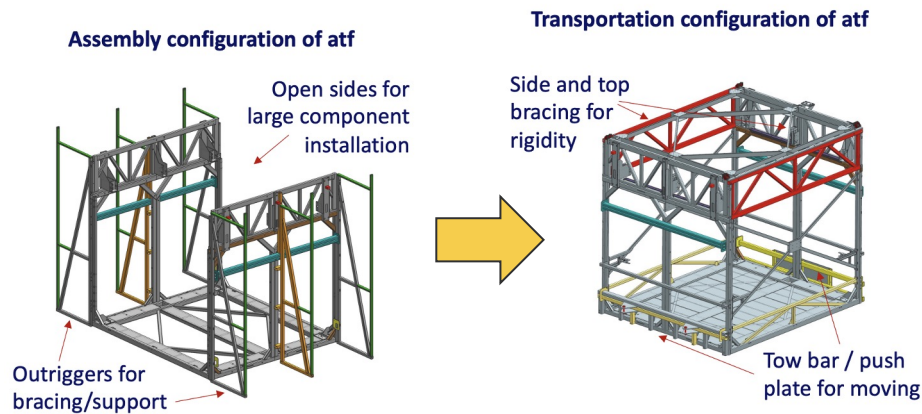 Assembly configuration of atf
Transportation configuration of atf
Open sides for
large component
installation
Side and top
bracing for
rigidity
Outriggers for
bracing/support
Tow bar / push
plate for moving